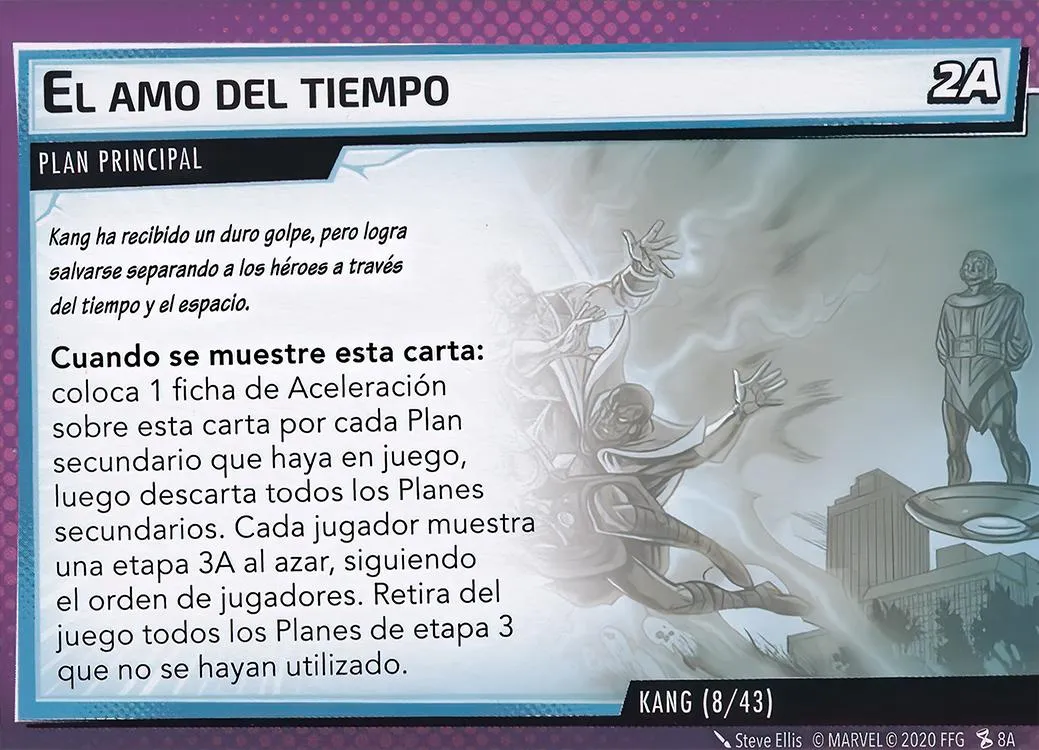 El amo del tiempo
2A
PLAN PRINCIPAL
Kang ha recibido un duro golpe, pero logra
salvarse separando a los héroes a través
del tiempo y el espacio.
Cuando se muestre esta carta:
coloca 1 ficha de Aceleración
sobre esta carta por cada Plan
secundario que haya en juego,
luego descarta todos los Planes
secundarios. Cada jugador muestra
una etapa 3A al azar, siguiendo
el orden de jugadores. Retira del
juego todos los Planes de etapa 3
que no se hayan utilizado.
KANG (8/43)
Steve Ellis © MARVEL © 2020 FFG 8A